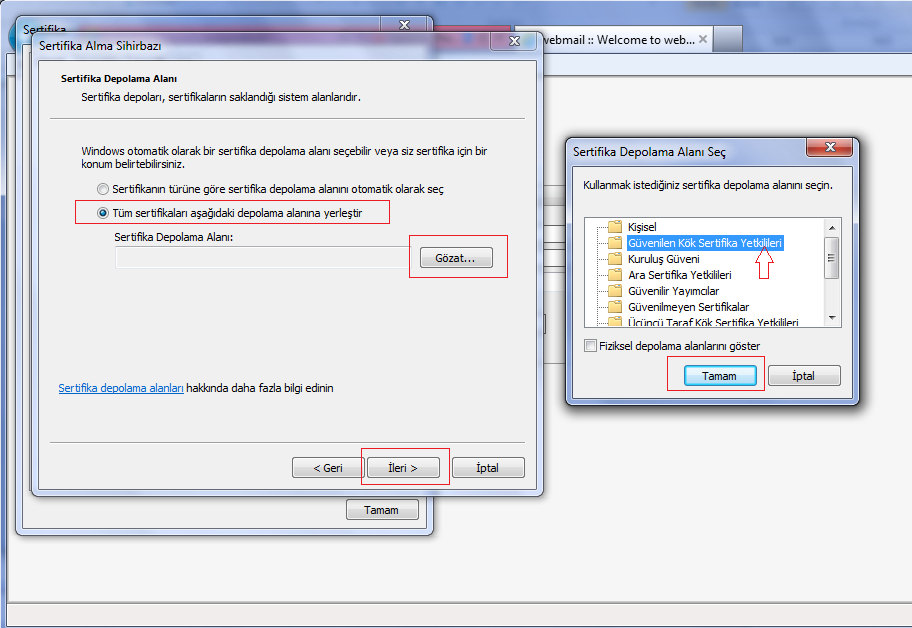 Sertifika
Sertifika Alma Sihirbazı
webmail :: Welcome to web...
Sertifika Depolama Alanı
Sertifika depoları, sertifikaların saklandığı sistem alanlarıdır.
Windows otomatik olarak bir sertifika depolama alanı seçebilir veya siz sertifika için bir
konum belirtebilirsiniz.
Sertifikanın türüne göre sertifika depolama alanını otomatik olarak seç
Tüm sertifikaları aşağıdaki depolama alanına yerleştir
Sertifika Depolama Alanı:
Gözat...
Sertifika depolama alanları hakkında daha fazla bilgi edinin
< Geri
İleri >
İptal
Tamam
Sertifika Depolama Alanı Seç
Kullanmak istediğiniz sertifika depolama alanını seçin.
Kişisel
Güvenilen Kök Sertifika Yetkilileri
Kuruluş Güveni
Ara Sertifika Yetkilileri
Güvenilir Yayımcılar
Güvenilmeyen Sertifikalar
Üçüncü Taraf Kök Sertifika Yetkilileri
Fiziksel depolama alanlarını göster
Tamam
İptal